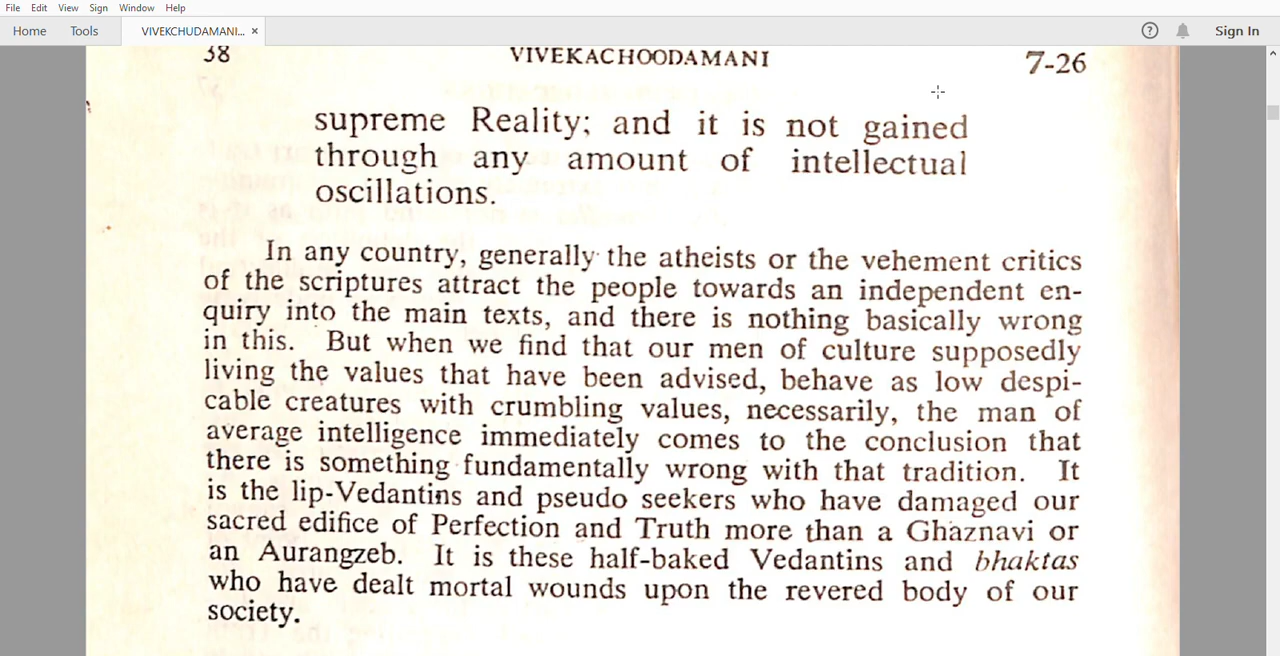 File Edit View Sign Window Help
Home Tools VIVEKCHUDAMANI... × Sign In
38 VIVEKACHOODAMANI 7-26
supreme Reality; and it is not gained
through any amount of intellectual
oscillations.
In any country, generally the atheists or the vehement critics
of the scriptures attract the people towards an independent en-
quiry into the main texts, and there is nothing basically wrong
in this. But when we find that our men of culture supposedly
living the values that have been advised, behave as low despi-
cable creatures with crumbling values, necessarily, the man of
average intelligence immediately comes to the conclusion that
there is something fundamentally wrong with that tradition. It
is the lip-Vedantins and pseudo seekers who have damaged our
sacred edifice of Perfection and Truth more than a Ghaznavi or
an Aurangzeb. It is these half-baked Vedantins and bhaktas
who have dealt mortal wounds upon the revered body of our
society.